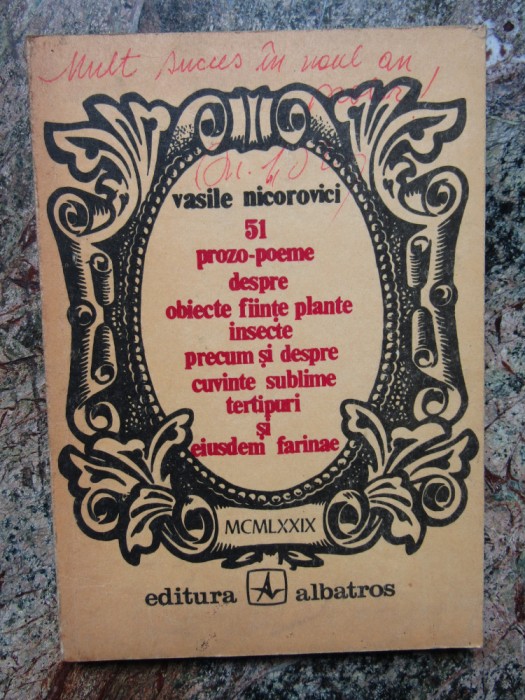 Mult succes în noul an
vasile nicorovici
51
prozo-poeme
despre
obiecte ființe plante
insecte
precum și despre
cuvinte sublime
tertipuri
și
eiusdem farinae
MCMLXXIX
editura albatros